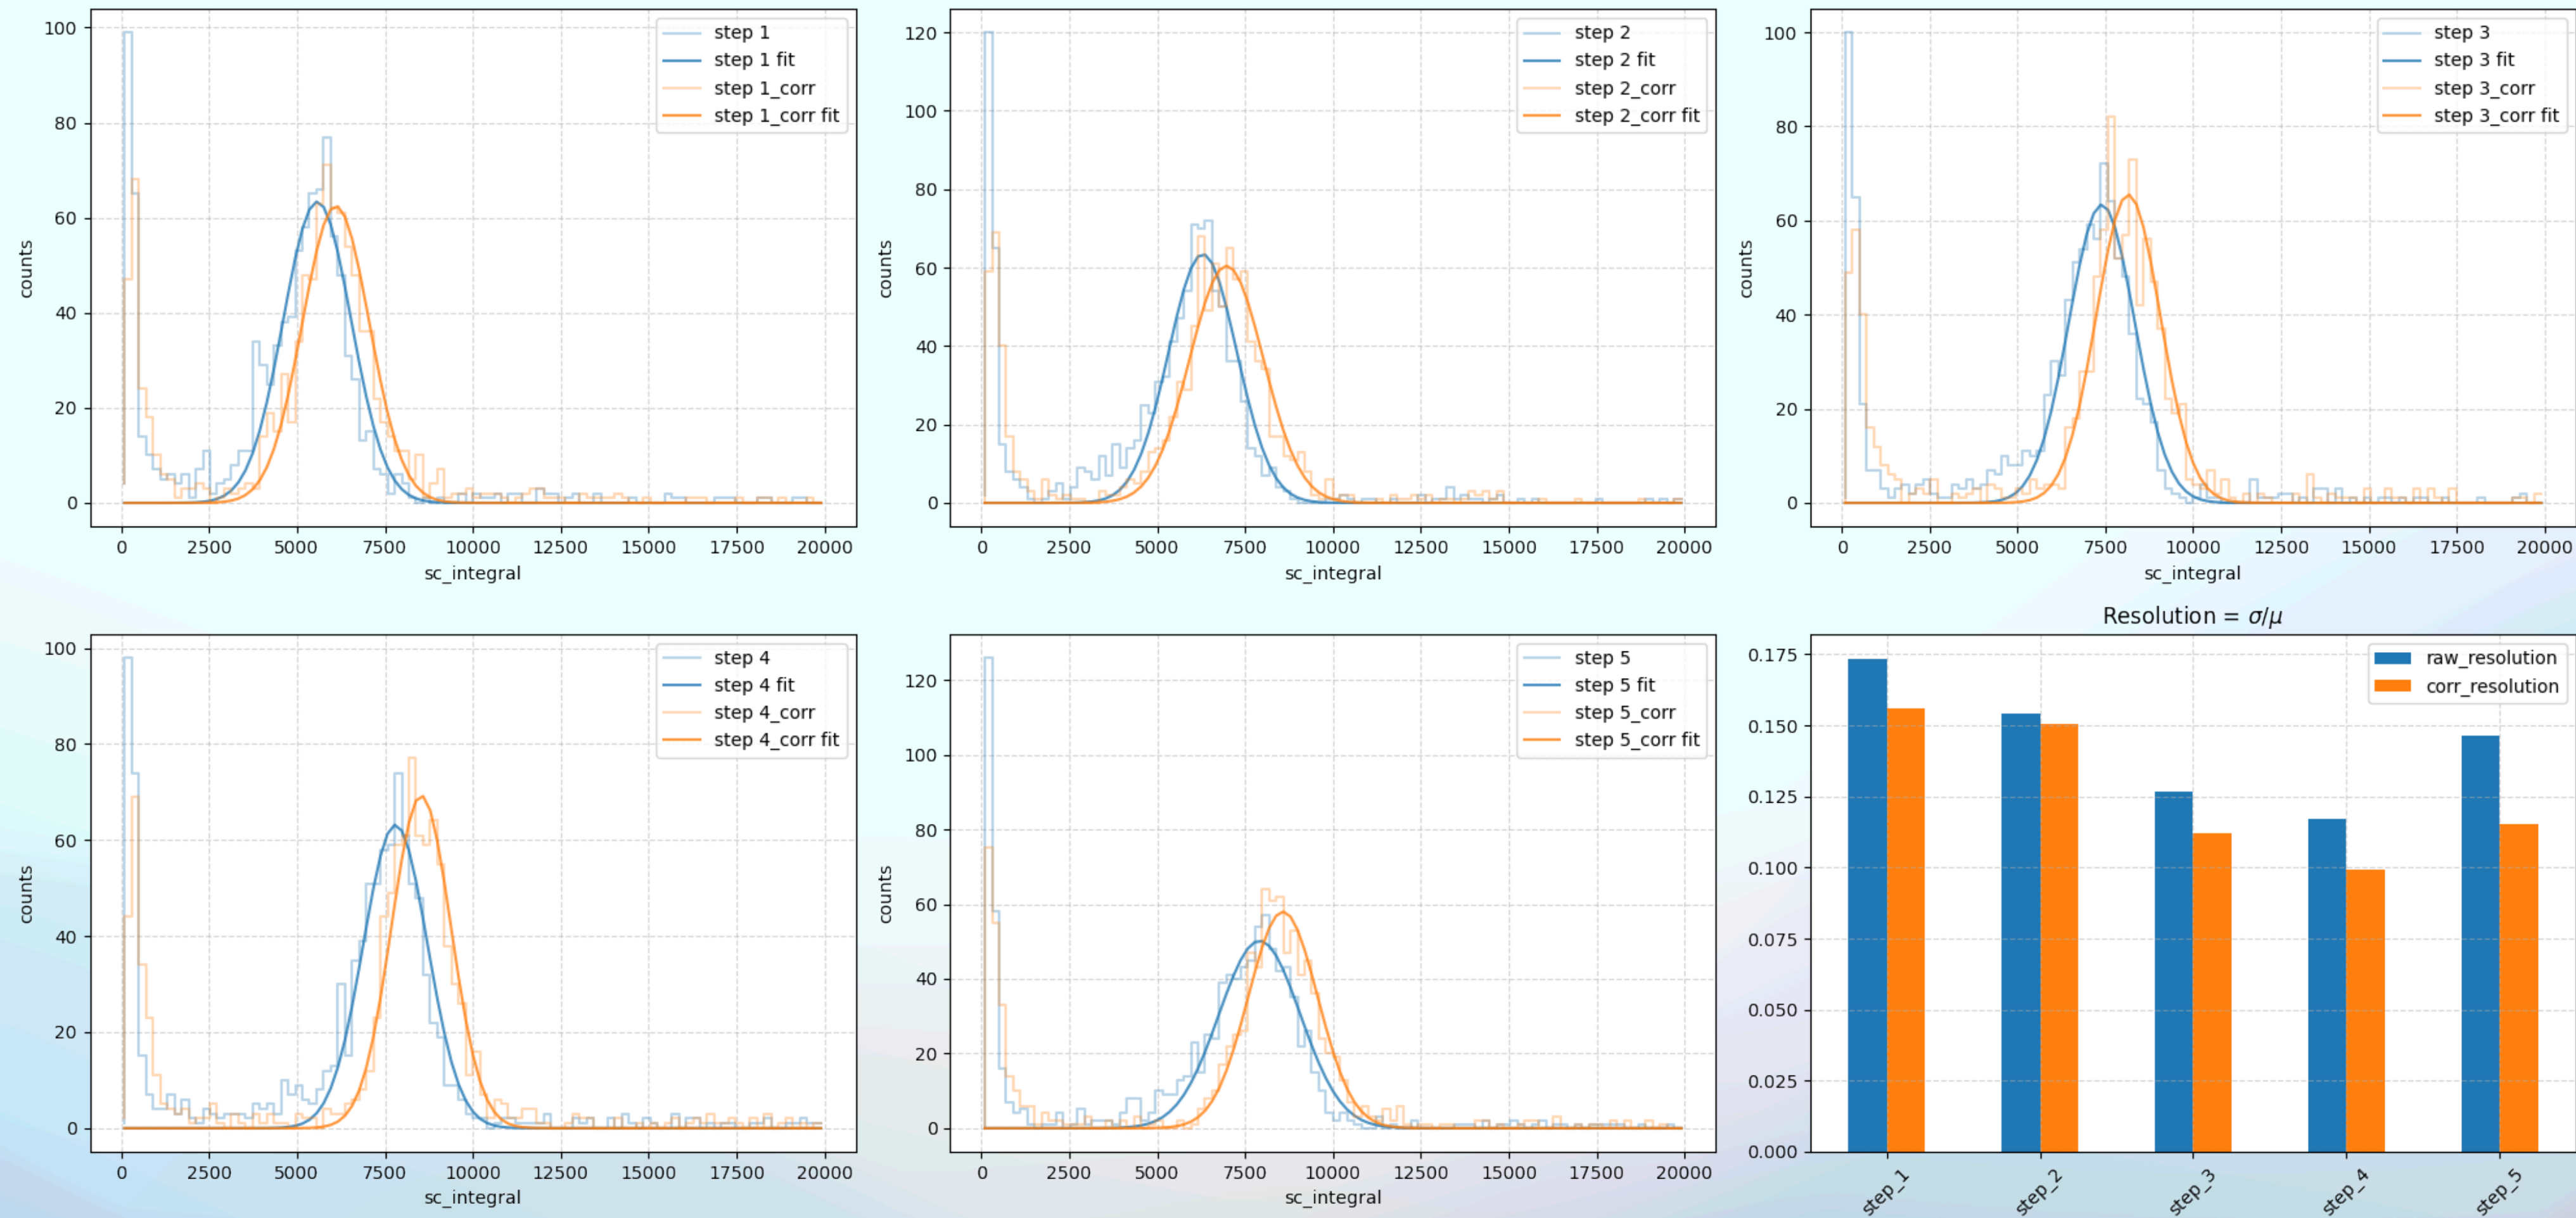 step 1
step 1 fit
step 1_corr
step 1_corr fit
100
80
60
40
20
0
counts
0 2500 5000 7500 10000 12500 15000 17500 20000
sc_integral
step 2
step 2 fit
step 2_corr
step 2_corr fit
120
100
80
60
40
20
0
counts
0 2500 5000 7500 10000 12500 15000 17500 20000
sc_integral
step 3
step 3 fit
step 3_corr
step 3_corr fit
100
80
60
40
20
0
counts
0 2500 5000 7500 10000 12500 15000 17500 20000
sc_integral
step 4
step 4 fit
step 4_corr
step 4_corr fit
100
80
60
40
20
0
counts
0 2500 5000 7500 10000 12500 15000 17500 20000
sc_integral
step 5
step 5 fit
step 5_corr
step 5_corr fit
120
100
80
60
40
20
0
counts
0 2500 5000 7500 10000 12500 15000 17500 20000
sc_integral
Resolution = σ/μ
raw_resolution
corr_resolution
0.175
0.150
0.125
0.100
0.075
0.050
0.025
0.000
step_1 step_2 step_3 step_4 step_5